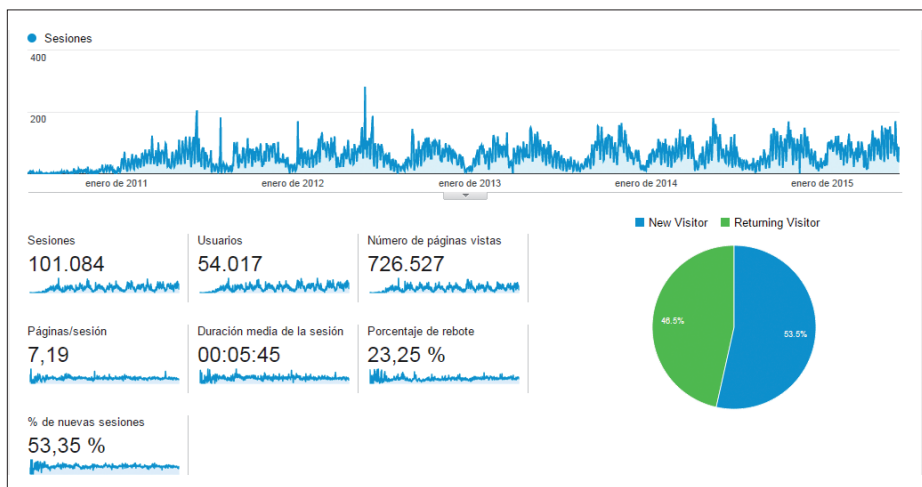 Sesiones
400
200
enero de 2011 enero de 2012 enero de 2013 enero de 2014 enero de 2015
New Visitor Returning Visitor
Sesiones Usuarios Número de páginas vistas
101.084 54.017 726.527
46.5% 53.5%
Páginas/sesión Duración media de la sesión Porcentaje de rebote
7,19 00:05:45 23,25 %
% de nuevas sesiones
53,35 %